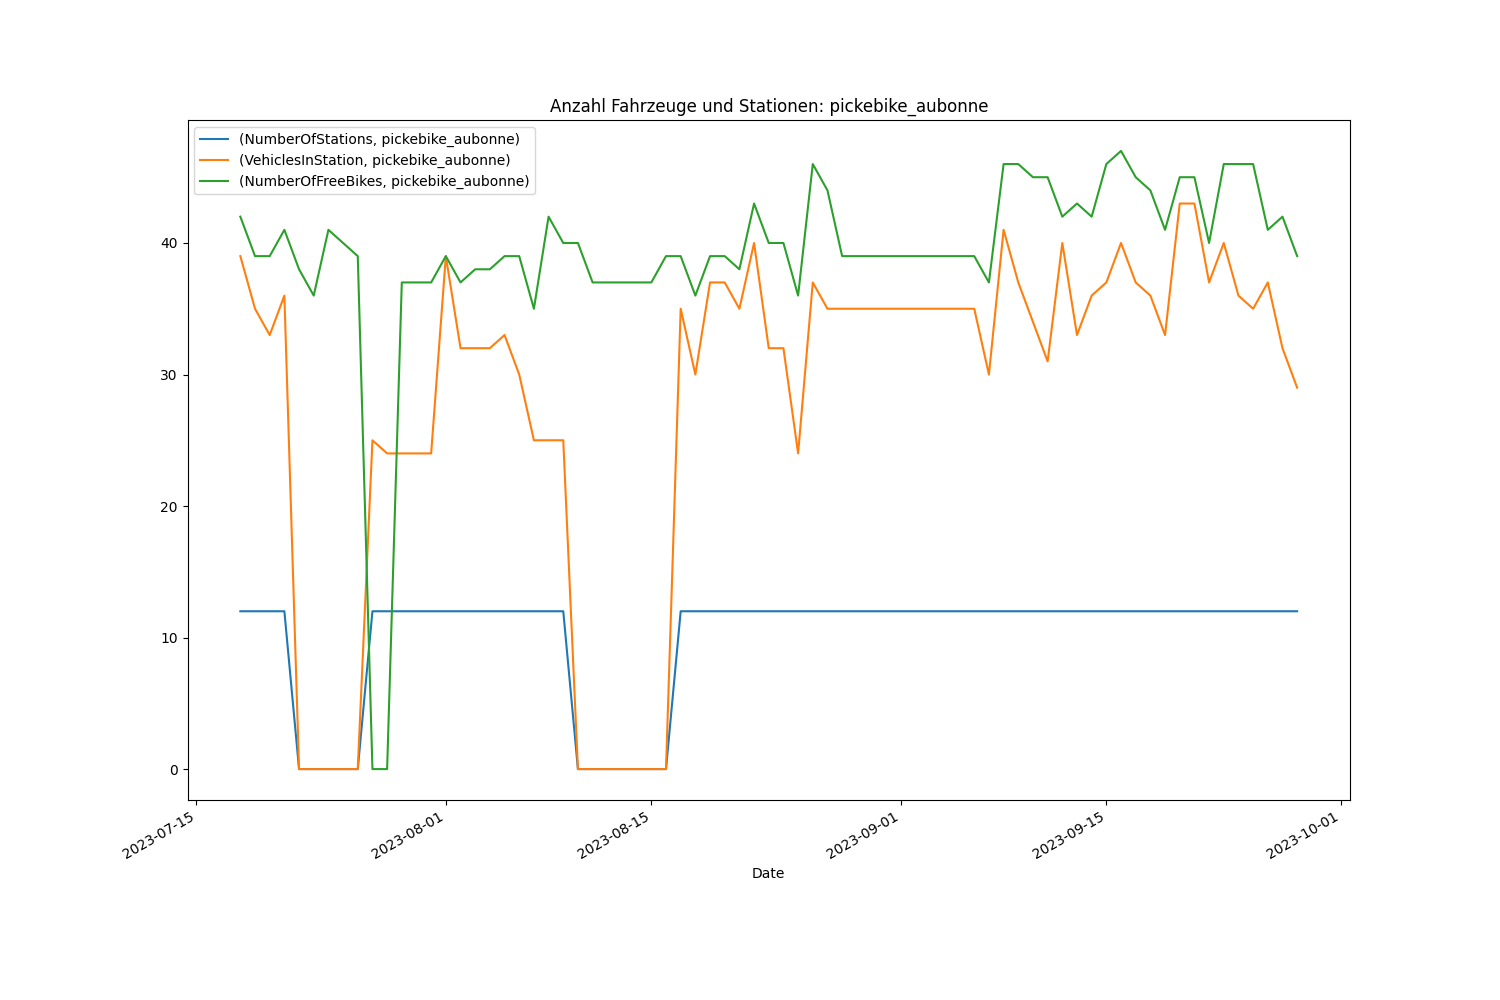 Anzahl Fahrzeuge und Stationen: pickebike_aubonne
(NumberOfStations, pickebike_aubonne)
(VehiclesInStation, pickebike_aubonne)
(NumberOfFreeBikes, pickebike_aubonne)
40
30
20
10
0
2023-07-15
2023-08-01
2023-08-15
2023-09-01
2023-09-15
2023-10-01
Date